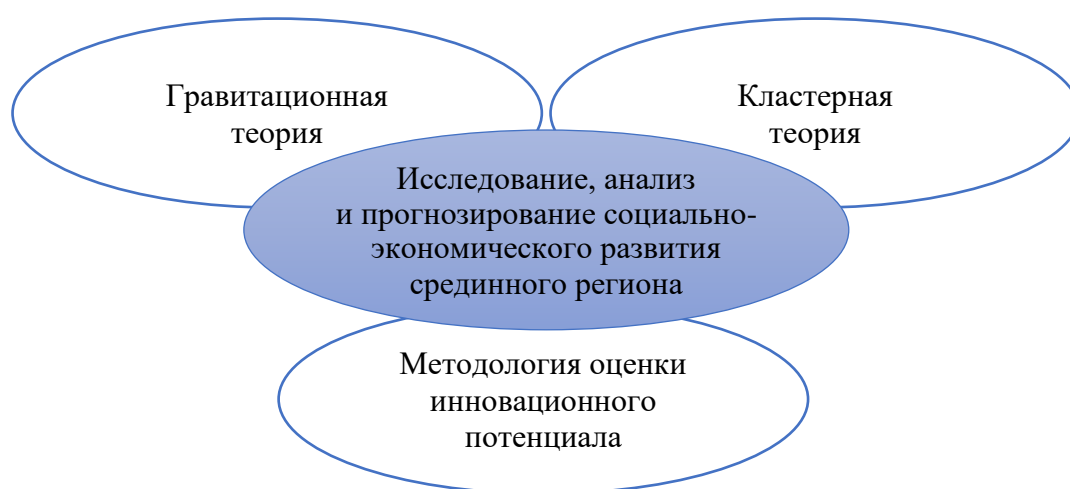 Гравитационная
теория
Кластерная
теория
Исследование, анализ
и прогнозирование социально-
экономического развития
срединного региона
Методология оценки
инновационного
потенциала